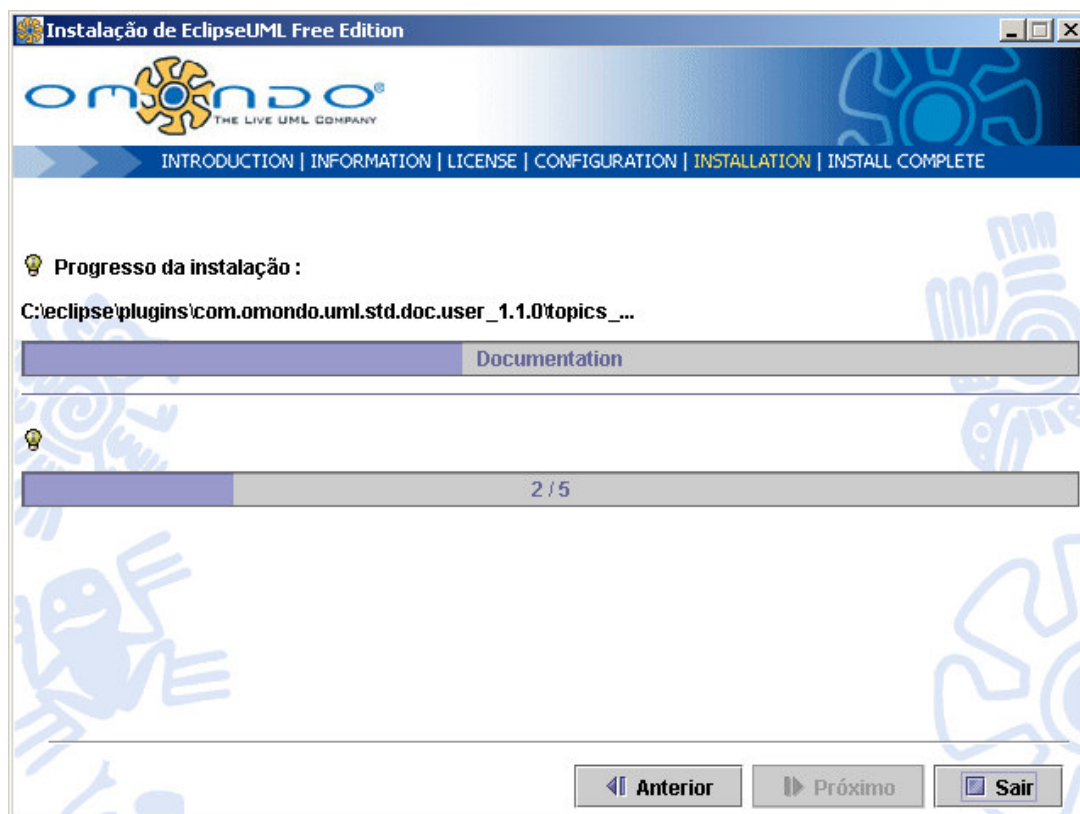 Instalação de EclipseUML Free Edition
OMONDO®
THE LIVE UML COMPANY
INTRODUCTION | INFORMATION | LICENSE | CONFIGURATION | INSTALLATION | INSTALL COMPLETE
Progresso da instalação :
C:\eclipse\plugins\com.omondo.uml.std.doc.user_1.1.0\topics_...
Documentation
2 / 5
Anterior
Próximo
Sair